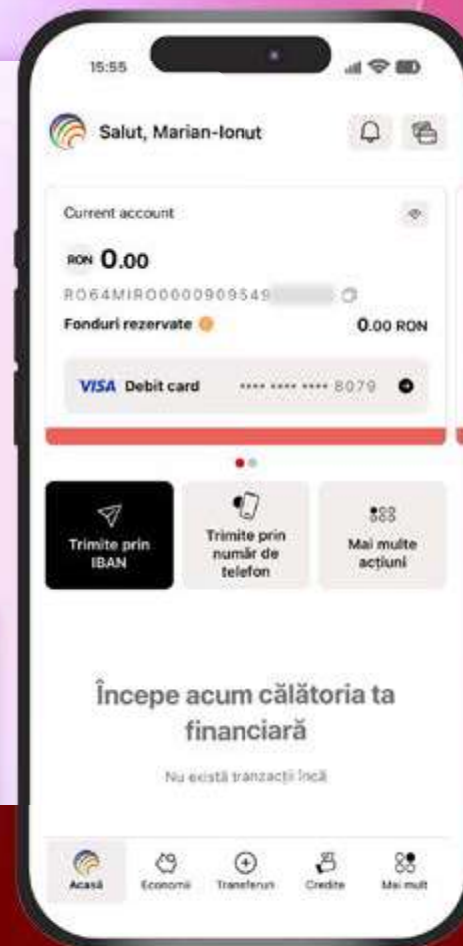 15:55
Salut, Marian-Ionut
Current account
RON 0.00
RO64MIRO0000909549
Fonduri rezervate
0.00 RON
VISA Debit card •••• •••• •••• 8079
Trimite prin
IBAN
Trimite prin
număr de
telefon
Mai multe
acțiuni
Începe acum călătoria ta
financiară
Nu există tranzacții încă
Acasă
Economii
Transferuri
Credite
Mai mult